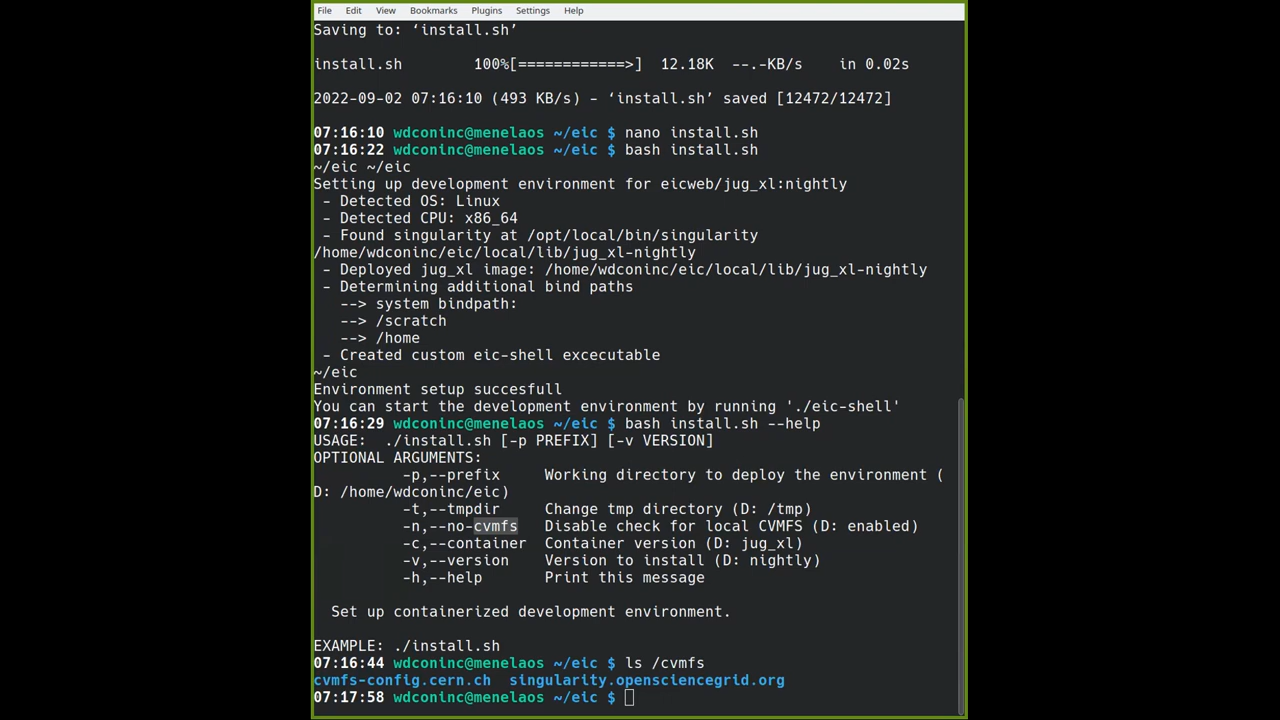 File Edit View Bookmarks Plugins Settings Help
Saving to: ‘install.sh’
install.sh 100%[============>] 12.18K --.-KB/s in 0.02s
2022-09-02 07:16:10 (493 KB/s) - ‘install.sh’ saved [12472/12472]
07:16:10 wdconinc@menelaos ~/eic $ nano install.sh
07:16:22 wdconinc@menelaos ~/eic $ bash install.sh
~/eic ~/eic
Setting up development environment for eicweb/jug_xl:nightly
- Detected OS: Linux
- Detected CPU: x86_64
- Found singularity at /opt/local/bin/singularity
/home/wdconinc/eic/local/lib/jug_xl-nightly
- Deployed jug_xl image: /home/wdconinc/eic/local/lib/jug_xl-nightly
- Determining additional bind paths
--> system bindpath:
--> /scratch
--> /home
- Created custom eic-shell excecutable
~/eic
Environment setup succesfull
You can start the development environment by running './eic-shell'
07:16:29 wdconinc@menelaos ~/eic $ bash install.sh --help
USAGE: ./install.sh [-p PREFIX] [-v VERSION]
OPTIONAL ARGUMENTS:
-p,--prefix Working directory to deploy the environment (
D: /home/wdconinc/eic)
-t,--tmpdir Change tmp directory (D: /tmp)
-n,--no-cvmfs Disable check for local CVMFS (D: enabled)
-c,--container Container version (D: jug_xl)
-v,--version Version to install (D: nightly)
-h,--help Print this message
Set up containerized development environment.
EXAMPLE: ./install.sh
07:16:44 wdconinc@menelaos ~/eic $ ls /cvmfs
cvmfs-config.cern.ch singularity.opensciencegrid.org
07:17:58 wdconinc@menelaos ~/eic $